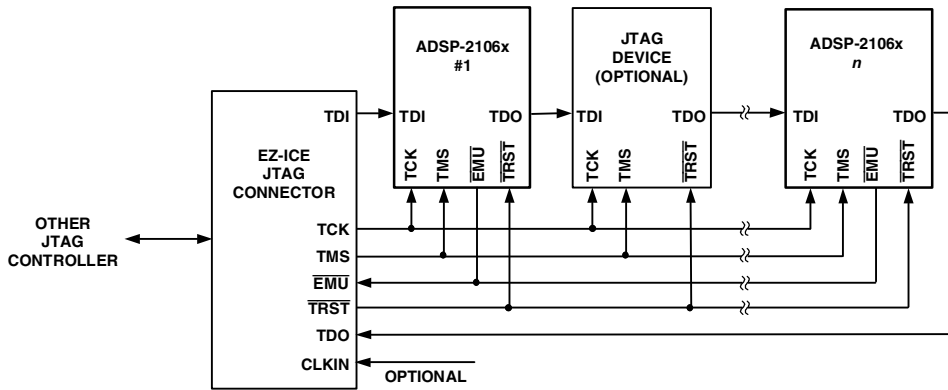 ADSP-2106x
#1
JTAG
DEVICE
(OPTIONAL)
ADSP-2106x
n
TDI
TDI
TDO
TDI
TDO
TDI
TDO
EZ-ICE
JTAG
CONNECTOR
TCK
TMS
EMU
TRST
TCK
TMS
TRST
TCK
TMS
EMU
TRST
OTHER
JTAG
CONTROLLER
TCK
TMS
EMU
TRST
TDO
CLKIN
OPTIONAL